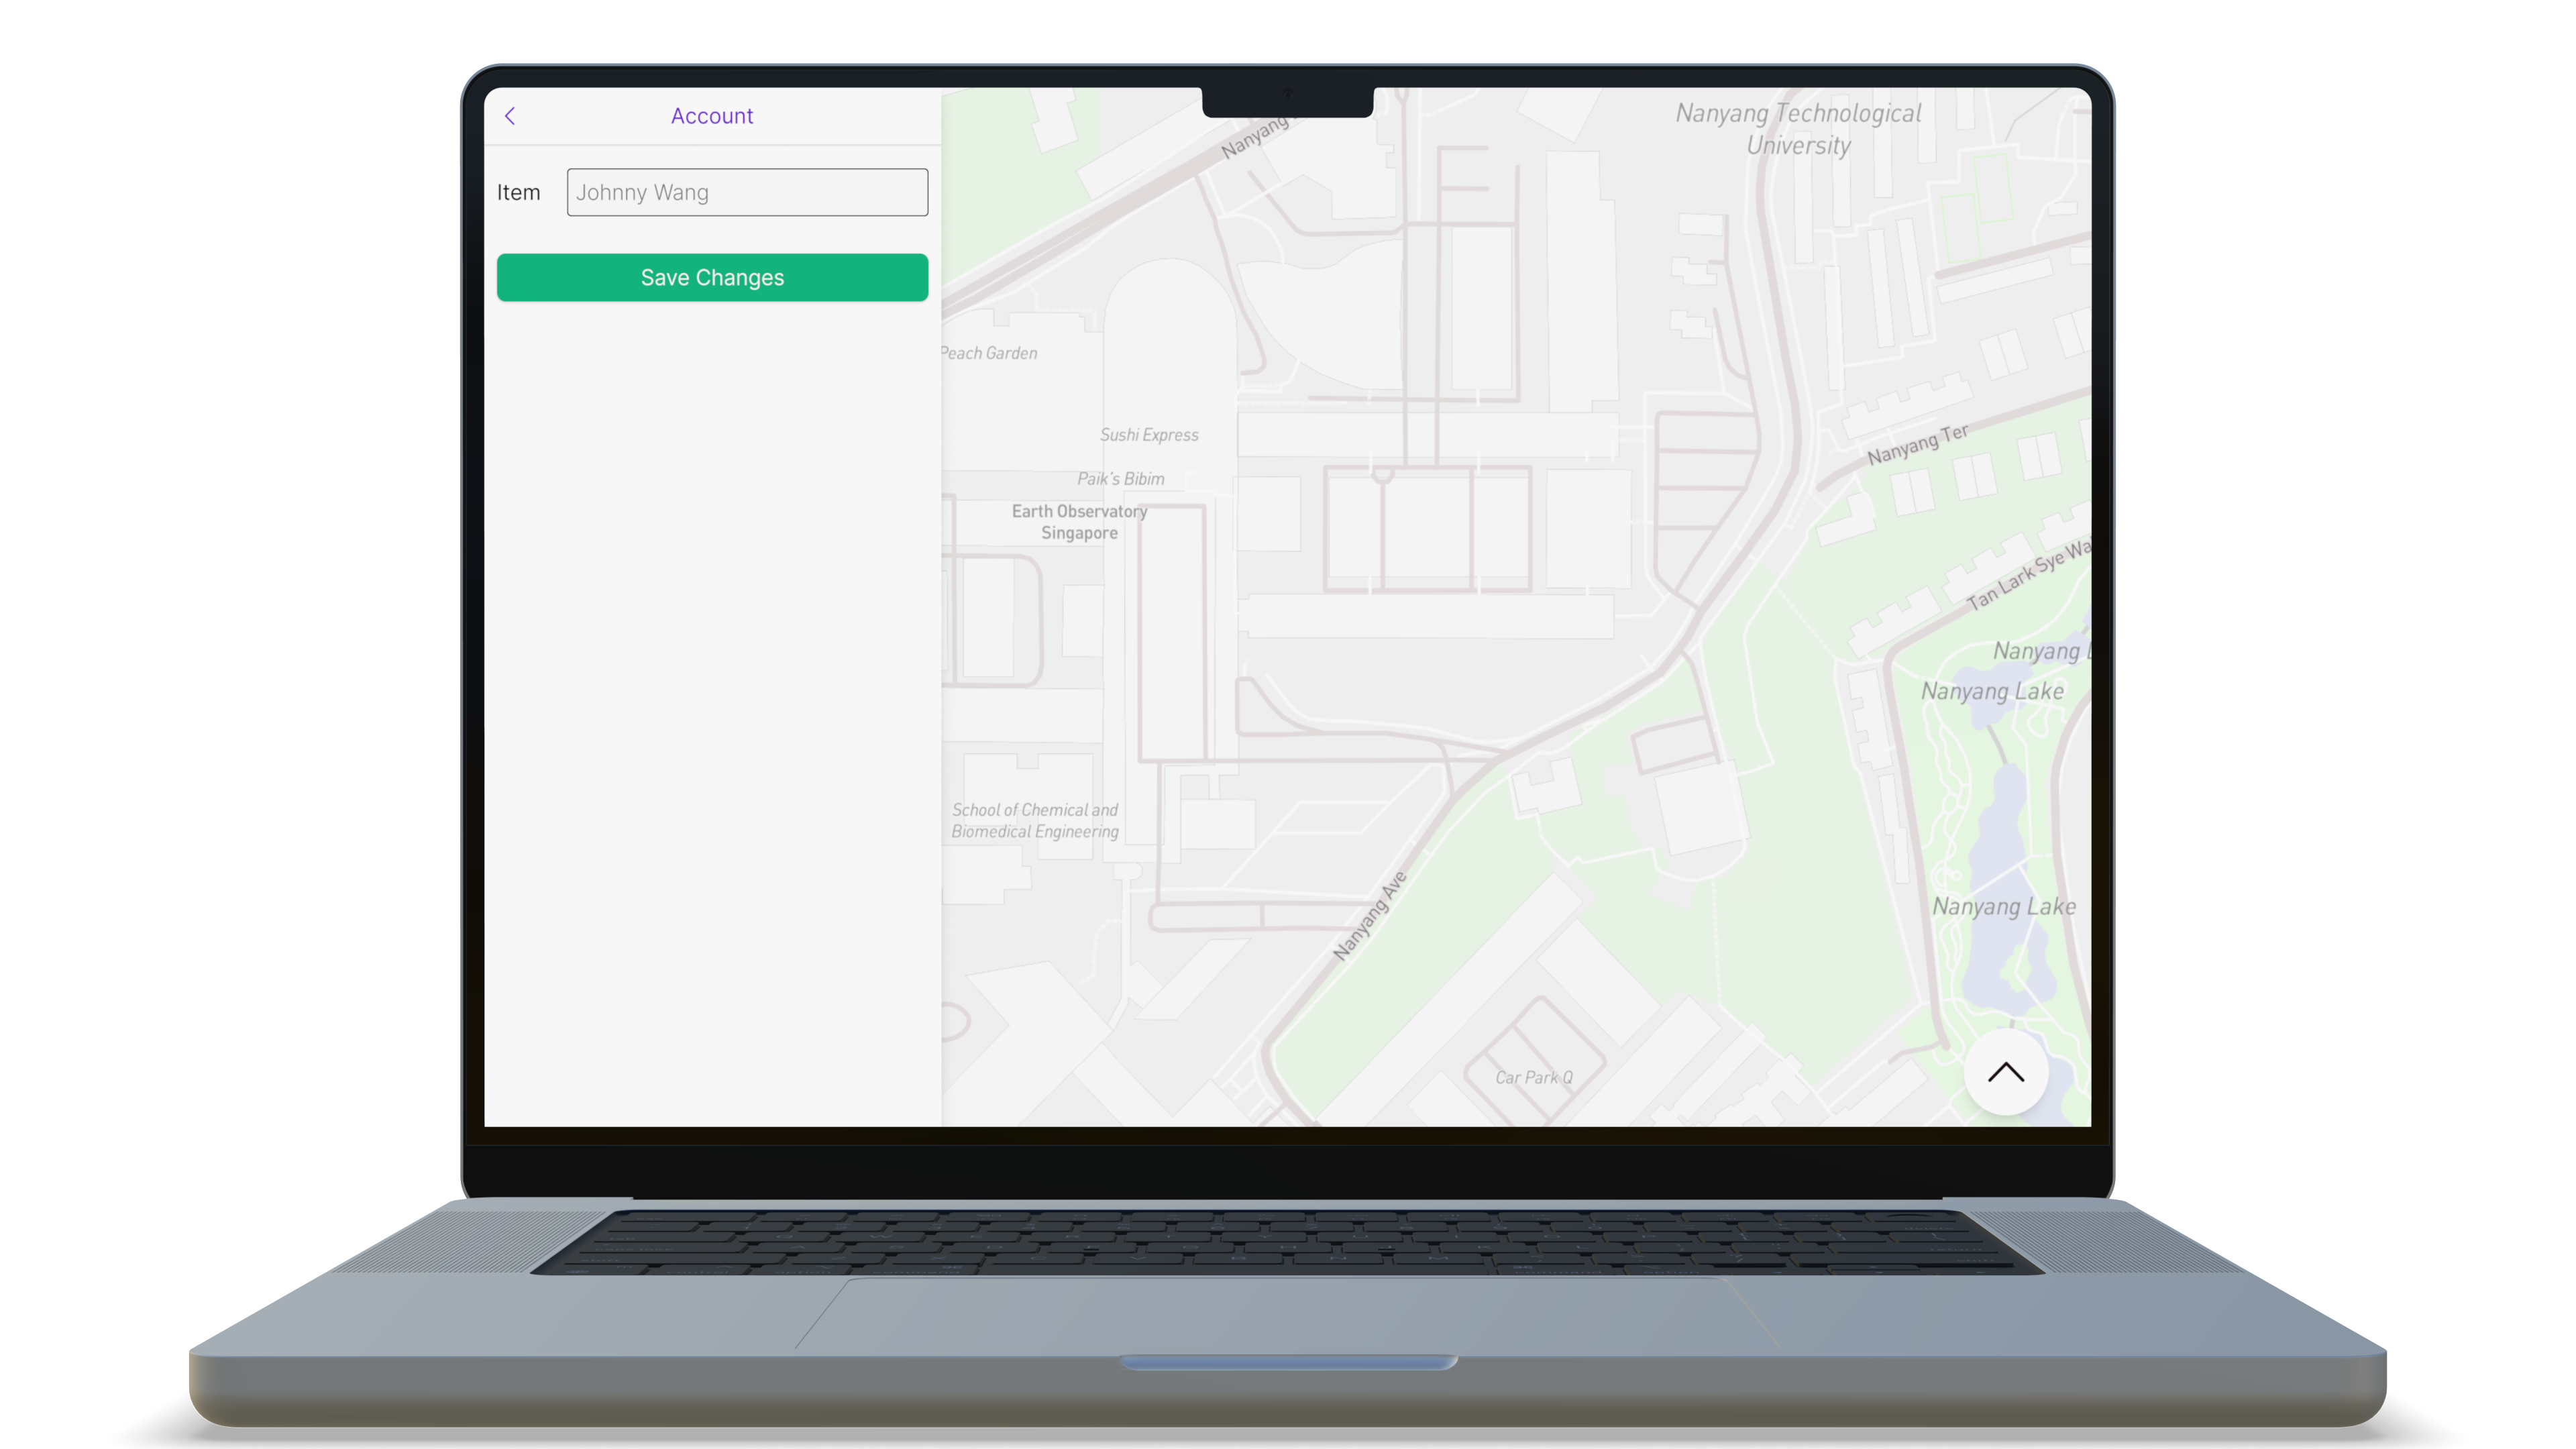 Account
Item
Johnny Wang
Save Changes
Nanyang
Nanyang Technological
University
Peach Garden
Sushi Express
Paik's Bibim
Earth Observatory
Singapore
Nanyang Ter
Tan Lark Sye Wa
Nanyang L
Nanyang Lake
School of Chemical and
Biomedical Engineering
Nanyang Ave
Nanyang Lake
Car Park Q